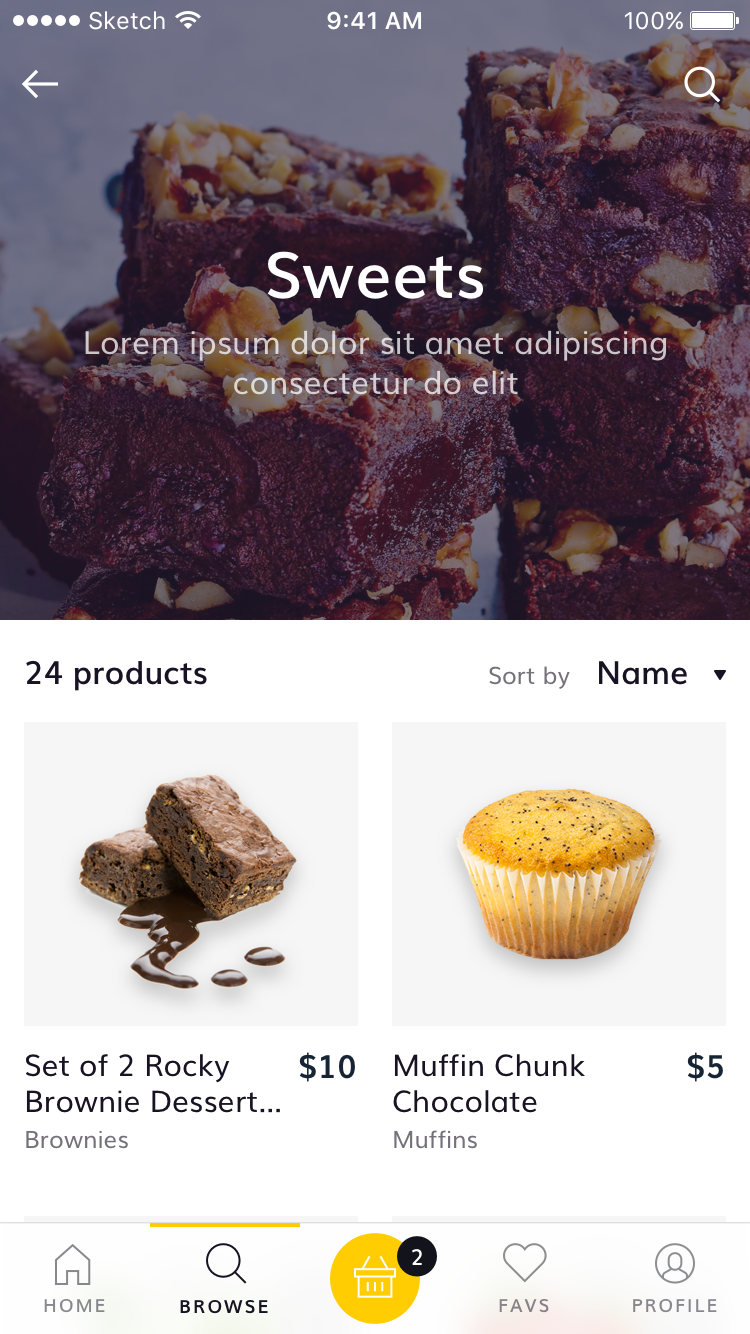 Sketch 9:41 AM 100%
Sweets
Lorem ipsum dolor sit amet adipiscing
consectetur do elit
24 products Sort by Name
Set of 2 Rocky $10
Brownie Dessert...
Brownies
Muffin Chunk $5
Chocolate
Muffins
2
HOME BROWSE FAVS PROFILE